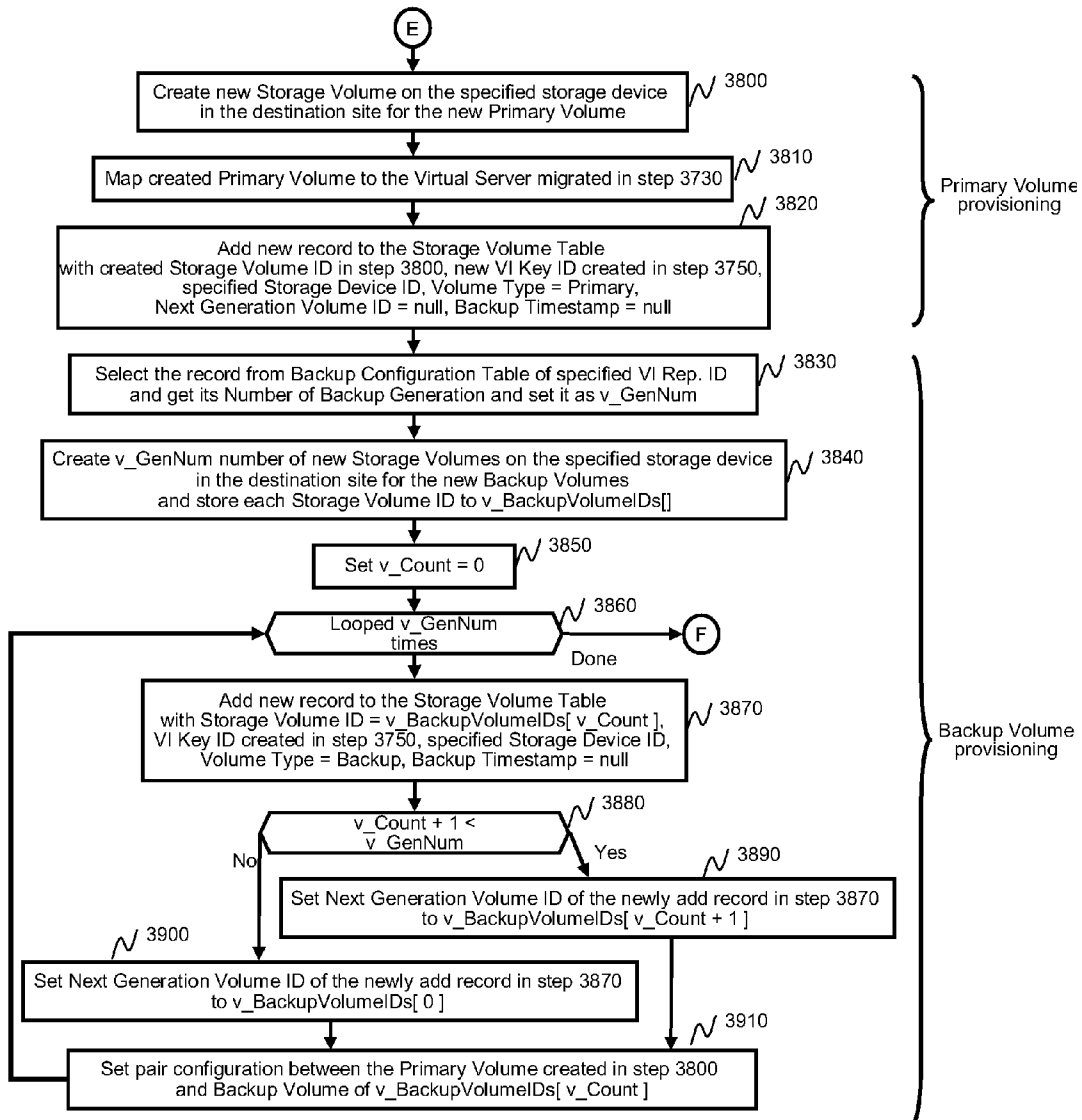 E
Create new Storage Volume on the specified storage device
in the destination site for the new Primary Volume
3800
Map created Primary Volume to the Virtual Server migrated in step 3730
3810
Primary Volume
provisioning
3820
Add new record to the Storage Volume Table
with created Storage Volume ID in step 3800, new VI Key ID created in step 3750,
specified Storage Device ID, Volume Type = Primary,
Next Generation Volume ID = null, Backup Timestamp = null
Select the record from Backup Configuration Table of specified VI Rep. ID
and get its Number of Backup Generation and set it as v_GenNum
3830
Create v_GenNum number of new Storage Volumes on the specified storage device
in the destination site for the new Backup Volumes
and store each Storage Volume ID to v_BackupVolumeIDs[]
3840
Set v_Count = 0
3850
Looped v_GenNum
times
3860
Done
F
Add new record to the Storage Volume Table
with Storage Volume ID = v_BackupVolumeIDs[ v_Count ],
VI Key ID created in step 3750, specified Storage Device ID,
Volume Type = Backup, Backup Timestamp = null
3870
Backup Volume
provisioning
v_Count + 1 <
v_GenNum
3880
No
Yes
3890
Set Next Generation Volume ID of the newly add record in step 3870
to v_BackupVolumeIDs[ v_Count + 1 ]
3900
Set Next Generation Volume ID of the newly add record in step 3870
to v_BackupVolumeIDs[ 0 ]
3910
Set pair configuration between the Primary Volume created in step 3800
and Backup Volume of v_BackupVolumeIDs[ v_Count ]